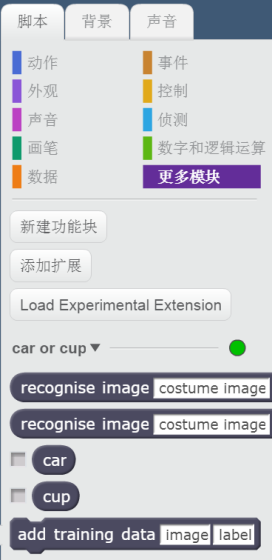 脚本 背景 声音
动作 事件
外观 控制
声音 侦测
画笔 数字和逻辑运算
数据 更多模块
新建功能块
添加扩展
Load Experimental Extension
car or cup
recognise image costume image
recognise image costume image
car
cup
add training data image label